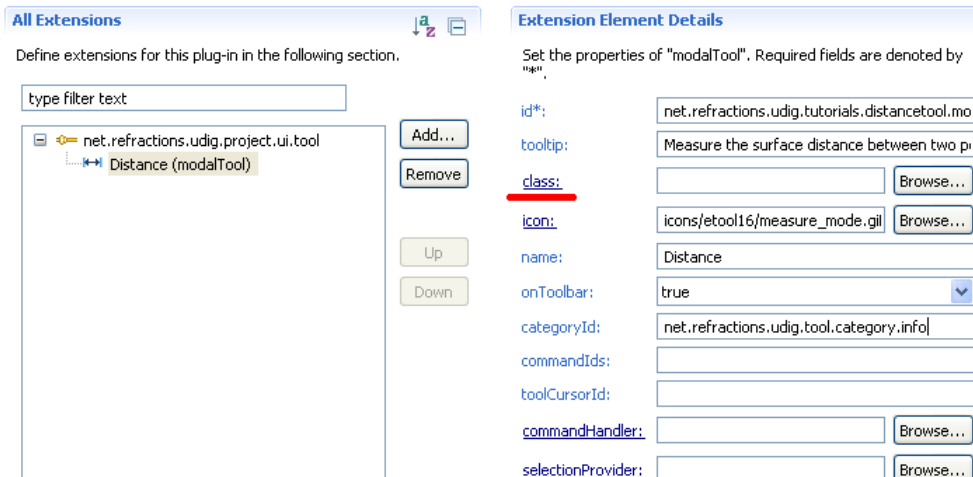 All Extensions
Define extensions for this plug-in in the following section.
type filter text
net.refractions.udig.project.ui.tool
Distance (modalTool)
Add...
Remove
Up
Down
Extension Element Details
Set the properties of "modalTool". Required fields are denoted by
"*".
id*: net.refractions.udig.tutorials.distancetool.mo
tooltip: Measure the surface distance between two p
class: Browse...
icon: icons/etool16/measure_mode.gif Browse...
name: Distance
onToolbar: true
categoryId: net.refractions.udig.tool.category.info
commandIds:
toolCursorId:
commandHandler: Browse...
selectionProvider: Browse...